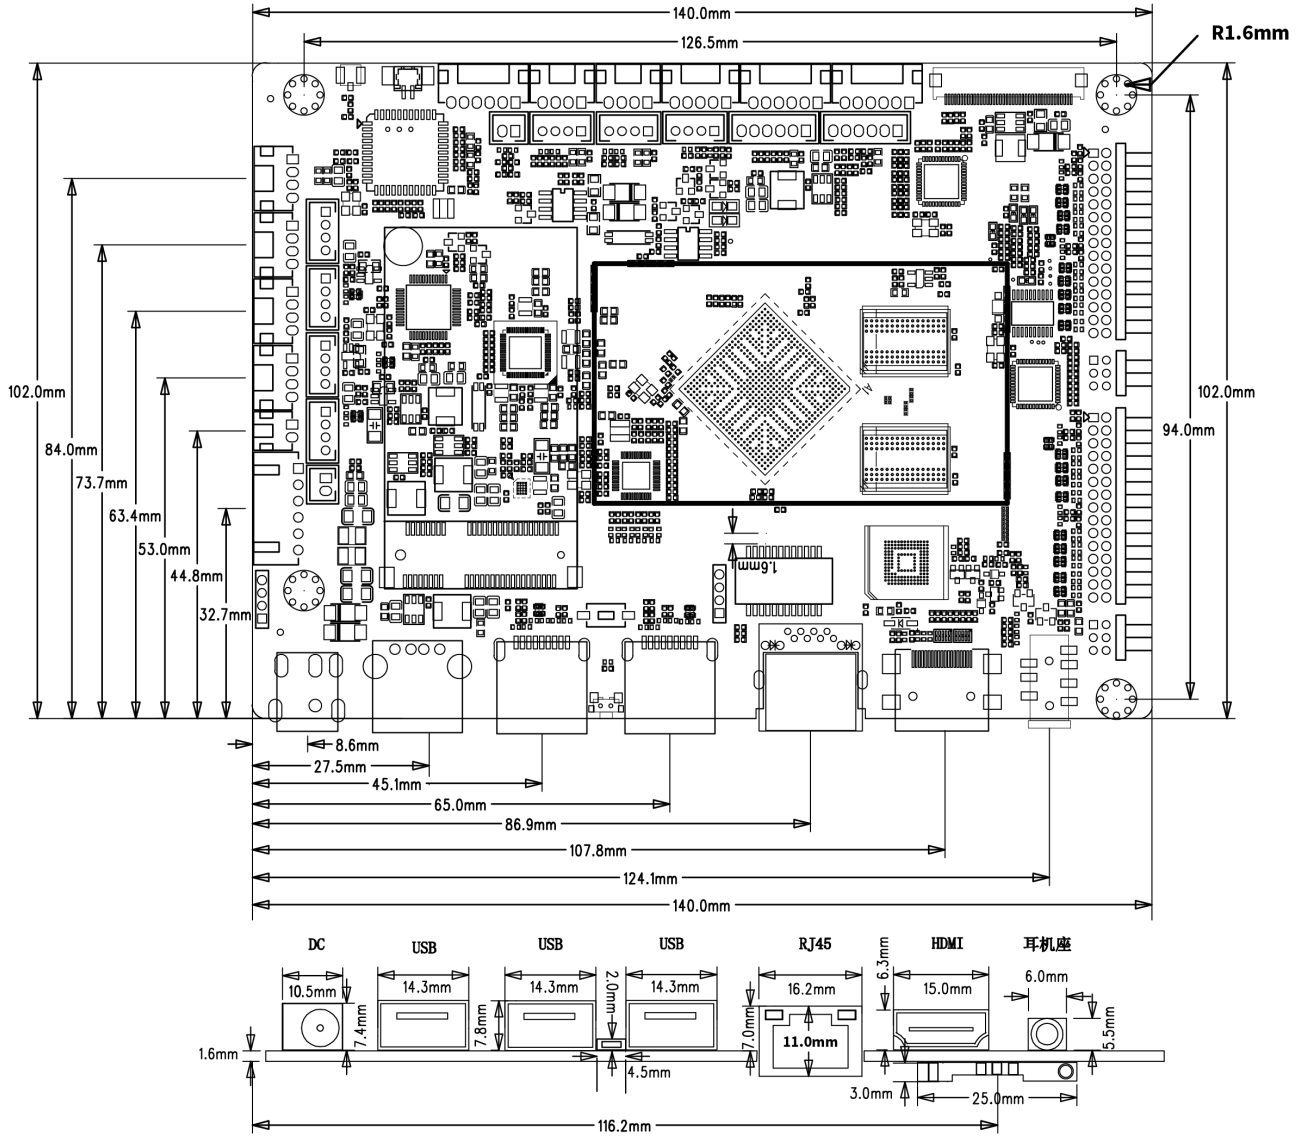 140.0mm
126.5mm
R1.6mm
102.0mm
84.0mm
73.7mm
63.4mm
53.0mm
44.8mm
32.7mm
102.0mm
94.0mm
1.6mm
8.6mm
27.5mm
45.1mm
65.0mm
86.9mm
107.8mm
124.1mm
140.0mm
DC USB USB USB RJ45 HDMI 耳机座
10.5mm 14.3mm 14.3mm 2.0mm 14.3mm 16.2mm 6.3mm 15.0mm 6.0mm
7.4mm 7.8mm 7.0mm 11.0mm 5.5mm
1.6mm 4.5mm 3.0mm 25.0mm
116.2mm